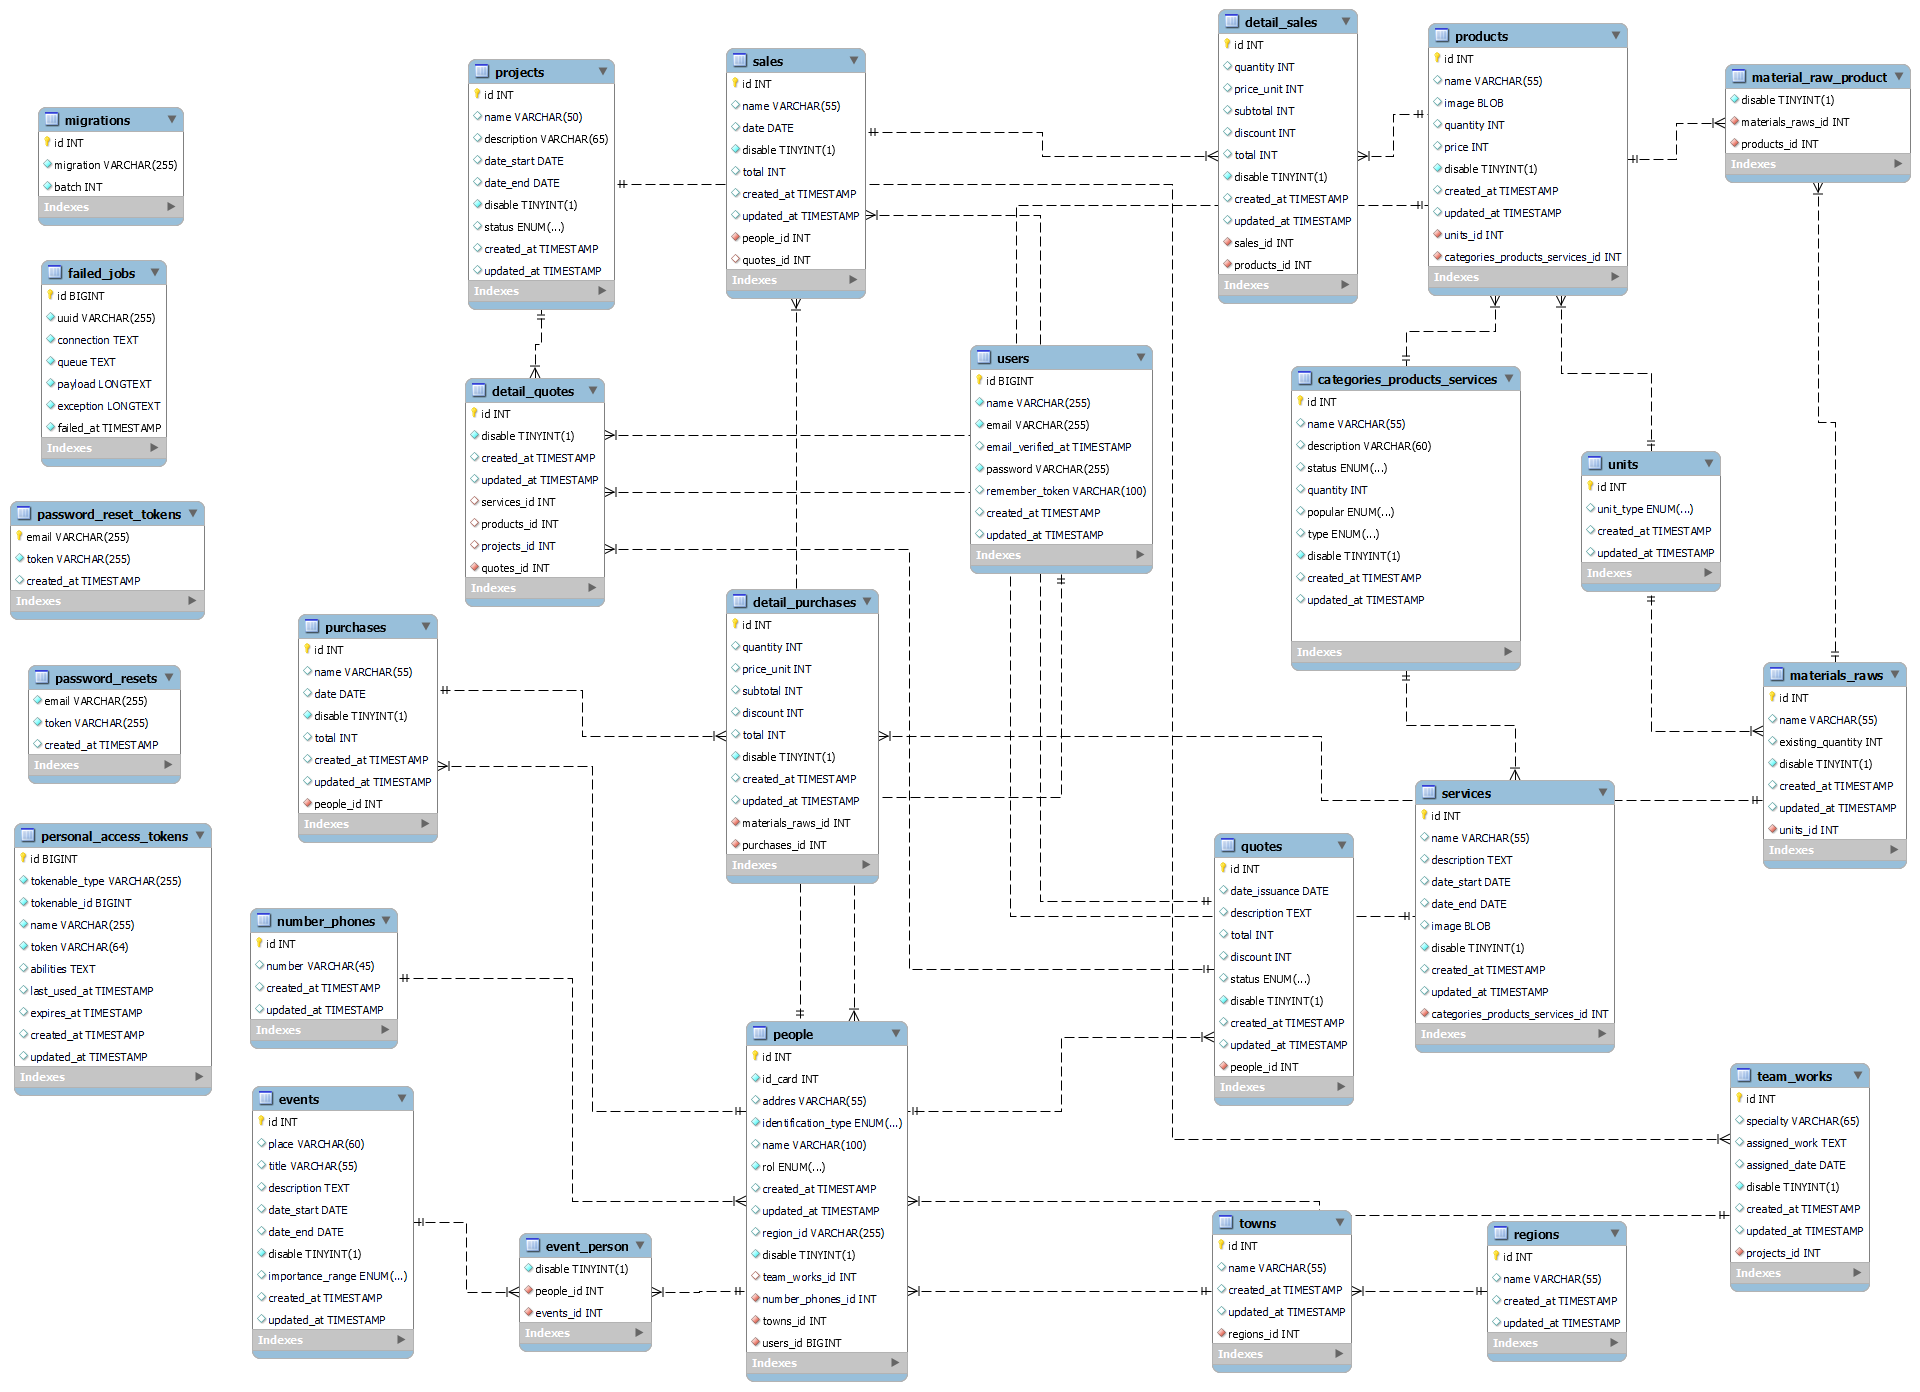 migrations
id INT
migration VARCHAR(255)
batch INT
Indexes
failed_jobs
id BIGINT
uuid VARCHAR(255)
connection TEXT
queue TEXT
payload LONGTEXT
exception LONGTEXT
failed_at TIMESTAMP
Indexes
password_reset_tokens
email VARCHAR(255)
token VARCHAR(255)
created_at TIMESTAMP
Indexes
password_resets
email VARCHAR(255)
token VARCHAR(255)
created_at TIMESTAMP
Indexes
personal_access_tokens
id BIGINT
tokenable_type VARCHAR(255)
tokenable_id BIGINT
name VARCHAR(255)
token VARCHAR(64)
abilities TEXT
last_used_at TIMESTAMP
expires_at TIMESTAMP
created_at TIMESTAMP
updated_at TIMESTAMP
Indexes
projects
id INT
name VARCHAR(50)
description VARCHAR(65)
date_start DATE
date_end DATE
disable TINYINT(1)
status ENUM(...)
created_at TIMESTAMP
updated_at TIMESTAMP
Indexes
detail_quotes
id INT
disable TINYINT(1)
created_at TIMESTAMP
updated_at TIMESTAMP
services_id INT
products_id INT
projects_id INT
quotes_id INT
Indexes
purchases
id INT
name VARCHAR(55)
date DATE
disable TINYINT(1)
total INT
created_at TIMESTAMP
updated_at TIMESTAMP
people_id INT
Indexes
number_phones
id INT
number VARCHAR(45)
created_at TIMESTAMP
updated_at TIMESTAMP
Indexes
events
id INT
place VARCHAR(60)
title VARCHAR(55)
description TEXT
date_start DATE
date_end DATE
disable TINYINT(1)
importance_range ENUM(...)
created_at TIMESTAMP
updated_at TIMESTAMP
Indexes
event_person
disable TINYINT(1)
people_id INT
events_id INT
Indexes
sales
id INT
name VARCHAR(55)
date DATE
disable TINYINT(1)
total INT
created_at TIMESTAMP
updated_at TIMESTAMP
people_id INT
quotes_id INT
Indexes
detail_purchases
id INT
quantity INT
price_unit INT
subtotal INT
discount INT
total INT
disable TINYINT(1)
created_at TIMESTAMP
updated_at TIMESTAMP
materials_raws_id INT
purchases_id INT
Indexes
people
id INT
id_card INT
addres VARCHAR(55)
identification_type ENUM(...)
name VARCHAR(100)
rol ENUM(...)
created_at TIMESTAMP
updated_at TIMESTAMP
region_id VARCHAR(255)
disable TINYINT(1)
team_works_id INT
number_phones_id INT
towns_id INT
users_id BIGINT
Indexes
users
id BIGINT
name VARCHAR(255)
email VARCHAR(255)
email_verified_at TIMESTAMP
password VARCHAR(255)
remember_token VARCHAR(100)
created_at TIMESTAMP
updated_at TIMESTAMP
Indexes
detail_sales
id INT
quantity INT
price_unit INT
subtotal INT
discount INT
total INT
disable TINYINT(1)
created_at TIMESTAMP
updated_at TIMESTAMP
sales_id INT
products_id INT
Indexes
products
id INT
name VARCHAR(55)
image BLOB
quantity INT
price INT
disable TINYINT(1)
created_at TIMESTAMP
updated_at TIMESTAMP
units_id INT
categories_products_services_id INT
Indexes
material_raw_product
disable TINYINT(1)
materials_raws_id INT
products_id INT
Indexes
categories_products_services
id INT
name VARCHAR(55)
description VARCHAR(60)
status ENUM(...)
quantity INT
popular ENUM(...)
type ENUM(...)
disable TINYINT(1)
created_at TIMESTAMP
updated_at TIMESTAMP
Indexes
units
id INT
unit_type ENUM(...)
created_at TIMESTAMP
updated_at TIMESTAMP
Indexes
materials_raws
id INT
name VARCHAR(55)
existing_quantity INT
disable TINYINT(1)
created_at TIMESTAMP
updated_at TIMESTAMP
units_id INT
Indexes
services
id INT
name VARCHAR(55)
description TEXT
date_start DATE
date_end DATE
image BLOB
disable TINYINT(1)
created_at TIMESTAMP
updated_at TIMESTAMP
categories_products_services_id INT
Indexes
quotes
id INT
date_issuance DATE
description TEXT
total INT
discount INT
status ENUM(...)
disable TINYINT(1)
created_at TIMESTAMP
updated_at TIMESTAMP
people_id INT
Indexes
team_works
id INT
specialty VARCHAR(65)
assigned_work TEXT
assigned_date DATE
disable TINYINT(1)
created_at TIMESTAMP
updated_at TIMESTAMP
projects_id INT
Indexes
towns
id INT
name VARCHAR(55)
created_at TIMESTAMP
updated_at TIMESTAMP
regions_id INT
Indexes
regions
id INT
name VARCHAR(55)
created_at TIMESTAMP
updated_at TIMESTAMP
Indexes